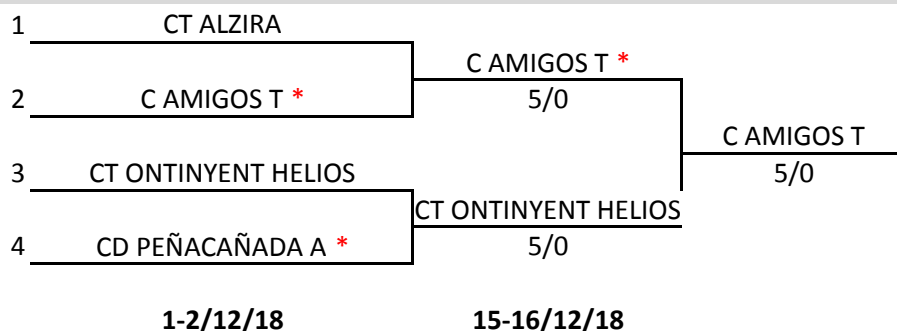 1 CT ALZIRA
C AMIGOS T *
2 C AMIGOS T * 5/0
C AMIGOS T
3 CT ONTINYENT HELIOS 5/0
CT ONTINYENT HELIOS
4 CD PEÑACAÑADA A * 5/0
1-2/12/18 15-16/12/18